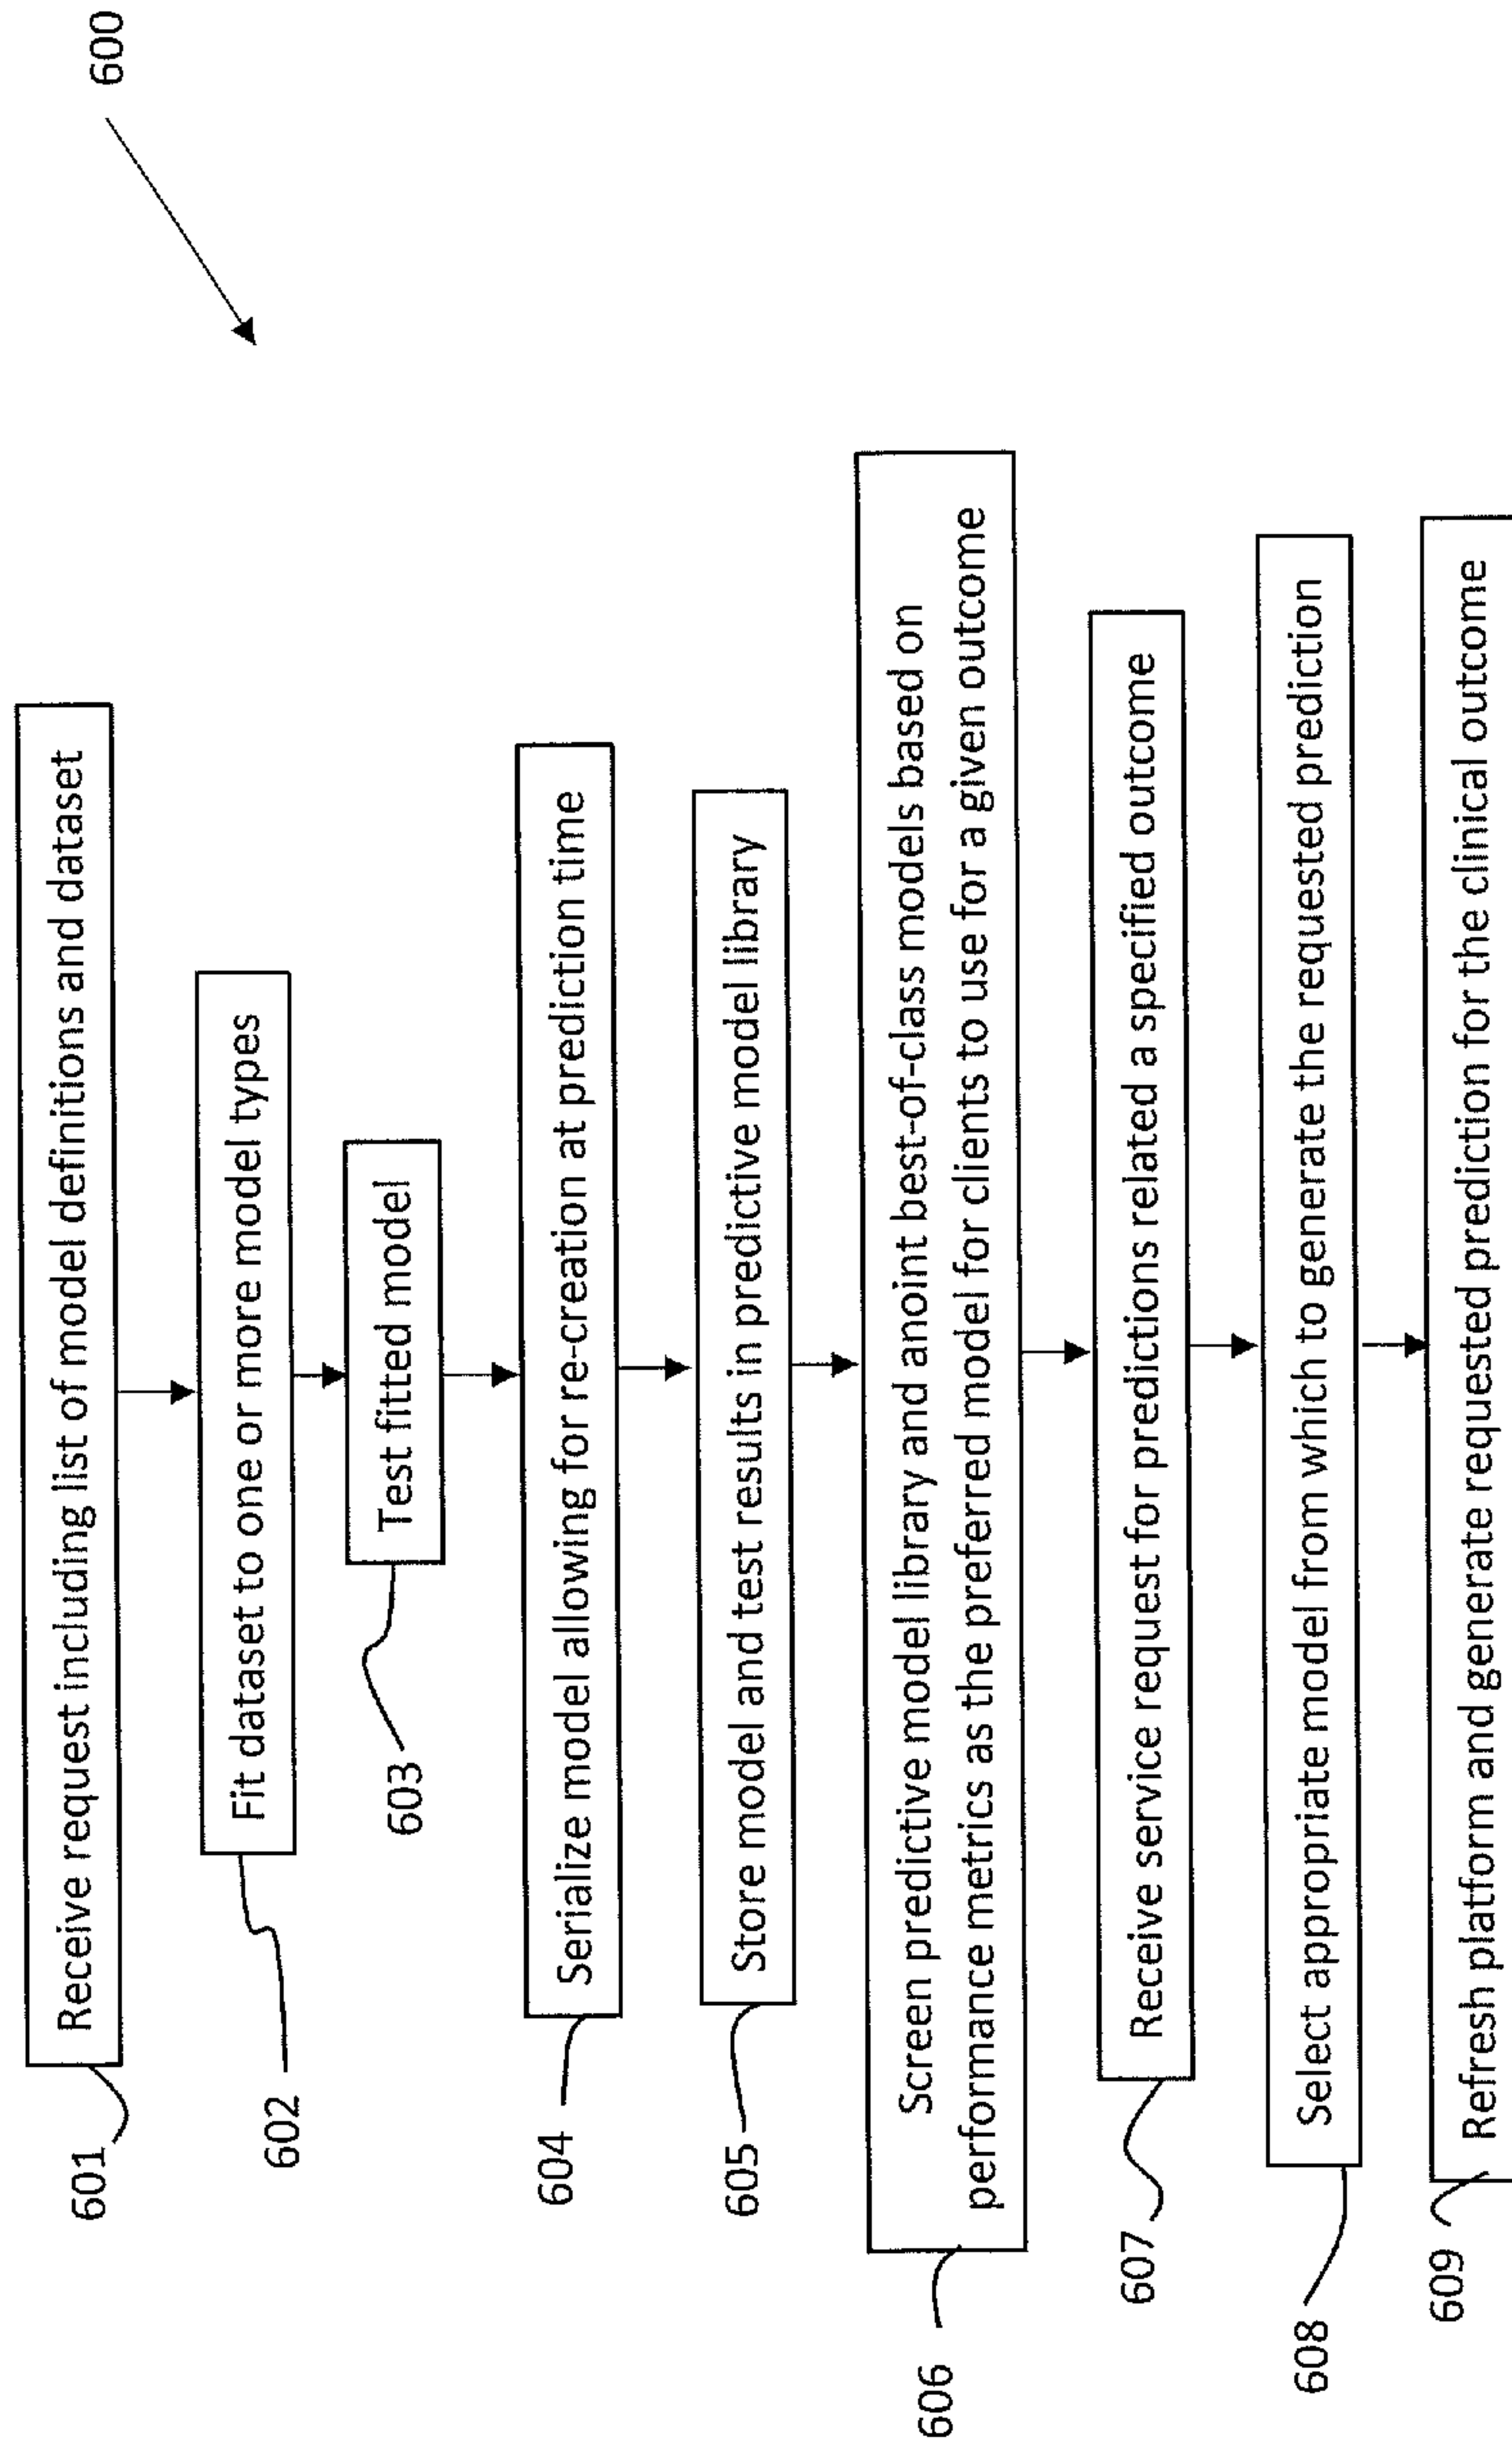 600
601
Receive request including list of model definitions and dataset
602
Fit dataset to one or more model types
603
Test fitted model
604
Serialize model allowing for re-creation at prediction time
605
Store model and test results in predictive model library
606
Screen predictive model library and anoint best-of-class models based on
performance metrics as the preferred model for clients to use for a given outcome
607
Receive service request for predictions related a specified outcome
608
Select appropriate model from which to generate the requested prediction
609
Refresh platform and generate requested prediction for the clinical outcome